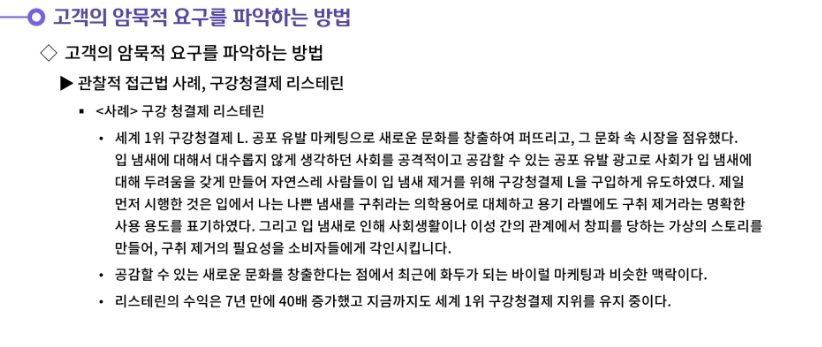 고객의 암묵적 요구를 파악하는 방법
◇ 고객의 암묵적 요구를 파악하는 방법
▶ 관찰적 접근법 사례, 구강청결제 리스테린
▪ <사례> 구강 청결제 리스테린
• 세계 1위 구강청결제 L. 공포 유발 마케팅으로 새로운 문화를 창출하여 퍼뜨리고, 그 문화 속 시장을 점유했다.
입 냄새에 대해서 대수롭지 않게 생각하던 사회를 공격적이고 공감할 수 있는 공포 유발 광고로 사회가 입 냄새에
대해 두려움을 갖게 만들어 자연스레 사람들이 입 냄새 제거를 위해 구강청결제 L을 구입하게 유도하였다. 제일
먼저 시행한 것은 입에서 나는 나쁜 냄새를 구취라는 의학용어로 대체하고 용기 라벨에도 구취 제거라는 명확한
사용 용도를 표기하였다. 그리고 입 냄새로 인해 사회생활이나 이성 간의 관계에서 창피를 당하는 가상의 스토리를
만들어, 구취 제거의 필요성을 소비자들에게 각인시킵니다.
• 공감할 수 있는 새로운 문화를 창출한다는 점에서 최근에 화두가 되는 바이럴 마케팅과 비슷한 맥락이다.
• 리스테린의 수익은 7년 만에 40배 증가했고 지금까지도 세계 1위 구강청결제 지위를 유지 중이다.